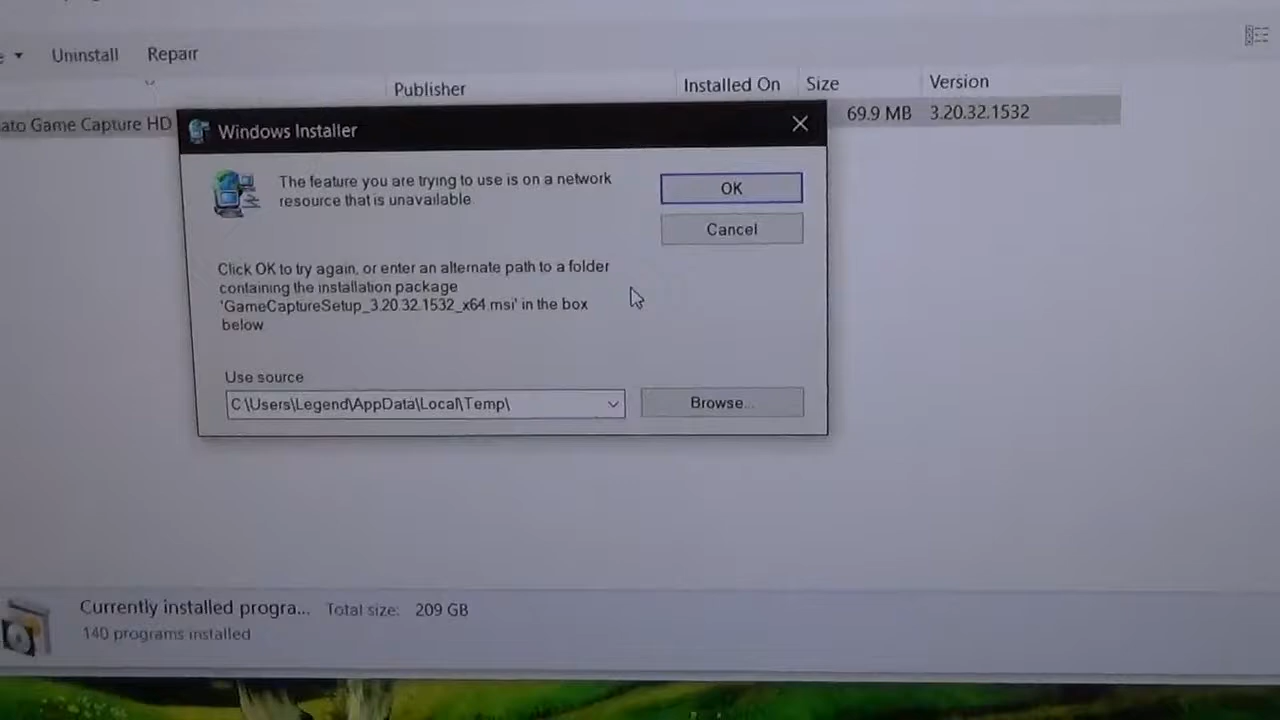 Uninstall Repair
Publisher Installed On Size Version
ato Game Capture HD 69.9 MB 3.20.32.1532
Windows Installer
The feature you are trying to use is on a network
resource that is unavailable.
OK
Cancel
Click OK to try again, or enter an alternate path to a folder
containing the installation package
'GameCaptureSetup_3.20.32.1532_x64.msi' in the box
below.
Use source
C:\Users\Legend\AppData\Local\Temp\
Browse...
Currently installed progra... Total size: 209 GB
140 programs installed